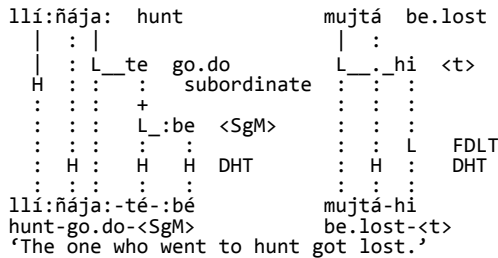 llí:ñája:  hunt                 mujtá  be.lost
  |   : |                         |   :
  |   : L__te  go.do              L__._hi  <t>
  H   : :   :   subordinate       :   :  :
  :   : :   +                     :   :  :
  :   : :   L_:be  <SgM>          :   :  :
  :   : :   :   :                 :   :  L   FDLT
  :   H :   H   H  DHT            :   H  :   DHT
  :   : :   :   :                 :   :  :
llí:ñája:-té-:bé                mujtá-hi
hunt-go.do-<SgM>                be.lost-<t>
‘The one who went to hunt got lost.’